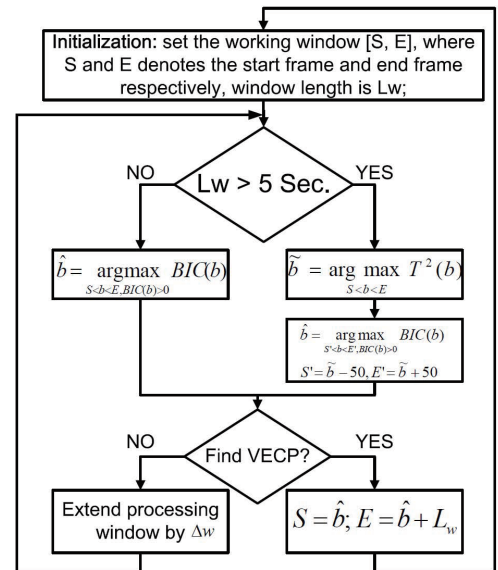 Initialization: set the working window [S, E], where
S and E denotes the start frame and end frame
respectively, window length is Lw;
Lw > 5 Sec.
NO
YES
b̂ = argmax BIC(b)
S<b<E,BIC(b)>0
b̃ = arg max T²(b)
S<b<E
b̂ = argmax BIC(b)
S'<b<E',BIC(b)>0
S'=b̃−50, E'=b̃+50
Find VECP?
NO
YES
Extend processing
window by Δw
S = b̂; E = b̂ + L_w